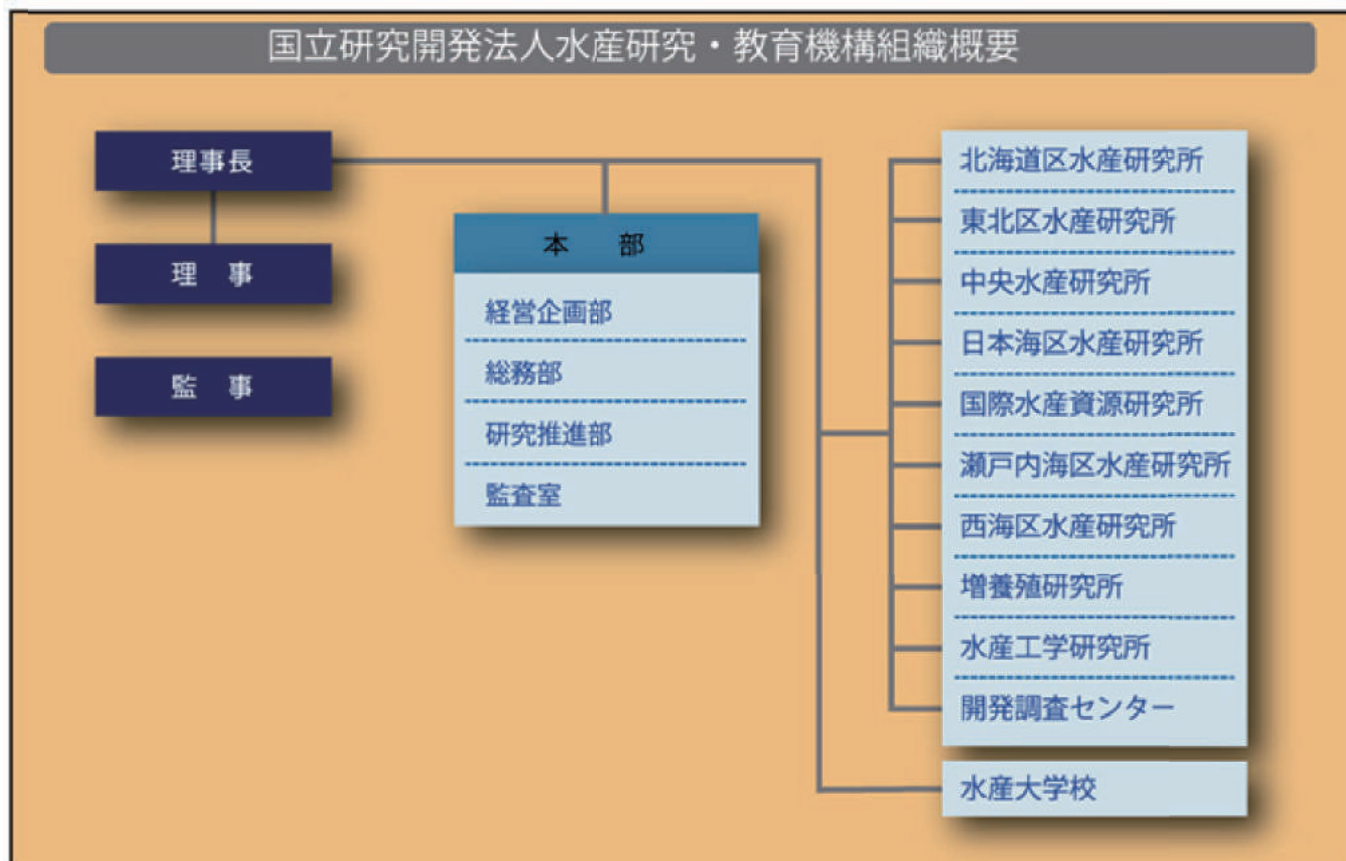 国立研究開発法人水産研究・教育機構組織概要
理事長
理　事
監　事
本　部
経営企画部
総務部
研究推進部
監査室
北海道区水産研究所
東北区水産研究所
中央水産研究所
日本海区水産研究所
国際水産資源研究所
瀬戸内海区水産研究所
西海区水産研究所
増養殖研究所
水産工学研究所
開発調査センター
水産大学校